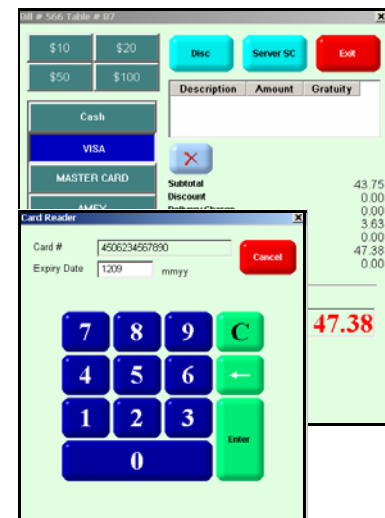 Bill # 566 Table # 87
$10 $20 Disc Server SC Exit
$50 $100
Description Amount Gratuity
Cash
VISA
MASTER CARD
AMEX
Subtotal 43.75
Discount 0.00
Delivery Charge 0.00
3.63
0.00
47.38
0.00
47.38
Card Reader
Card # 4506234567890 Cancel
Expiry Date 1209 mmyy
7 8 9 C
4 5 6 ←
1 2 3 Enter
0